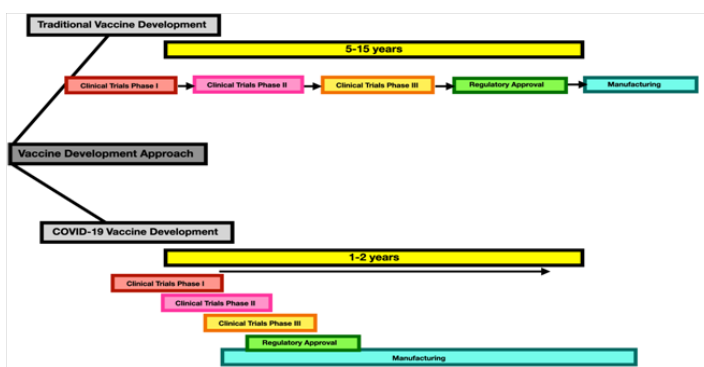 Traditional Vaccine Development
5-15 years
Clinical Trials Phase I
Clinical Trials Phase II
Clinical Trials Phase III
Regulatory Approval
Manufacturing
Vaccine Development Approach
COVID-19 Vaccine Development
1-2 years
Clinical Trials Phase I
Clinical Trials Phase II
Clinical Trials Phase III
Regulatory Approval
Manufacturing